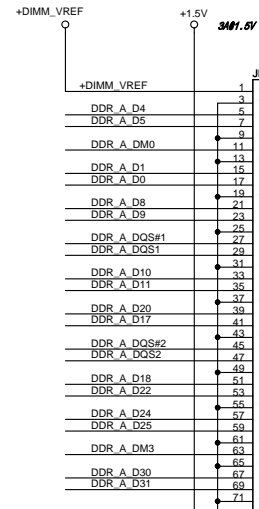 +DIMM_VREF
+1.5V
3A@1.5V
J
+DIMM_VREF 1
3
DDR_A_D4 5
DDR_A_D5 7
9
DDR_A_DM0 11
13
DDR_A_D1 15
DDR_A_D0 17
19
DDR_A_D8 21
DDR_A_D9 23
25
DDR_A_DQS#1 27
DDR_A_DQS1 29
31
DDR_A_D10 33
DDR_A_D11 35
37
DDR_A_D20 39
DDR_A_D17 41
43
DDR_A_DQS#2 45
DDR_A_DQS2 47
49
DDR_A_D18 51
DDR_A_D22 53
55
DDR_A_D24 57
DDR_A_D25 59
61
DDR_A_DM3 63
65
DDR_A_D30 67
DDR_A_D31 69
71